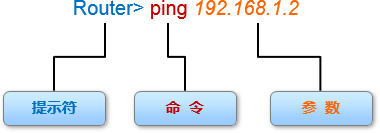 Router> ping 192.168.1.2
提示符
命 令
参 数